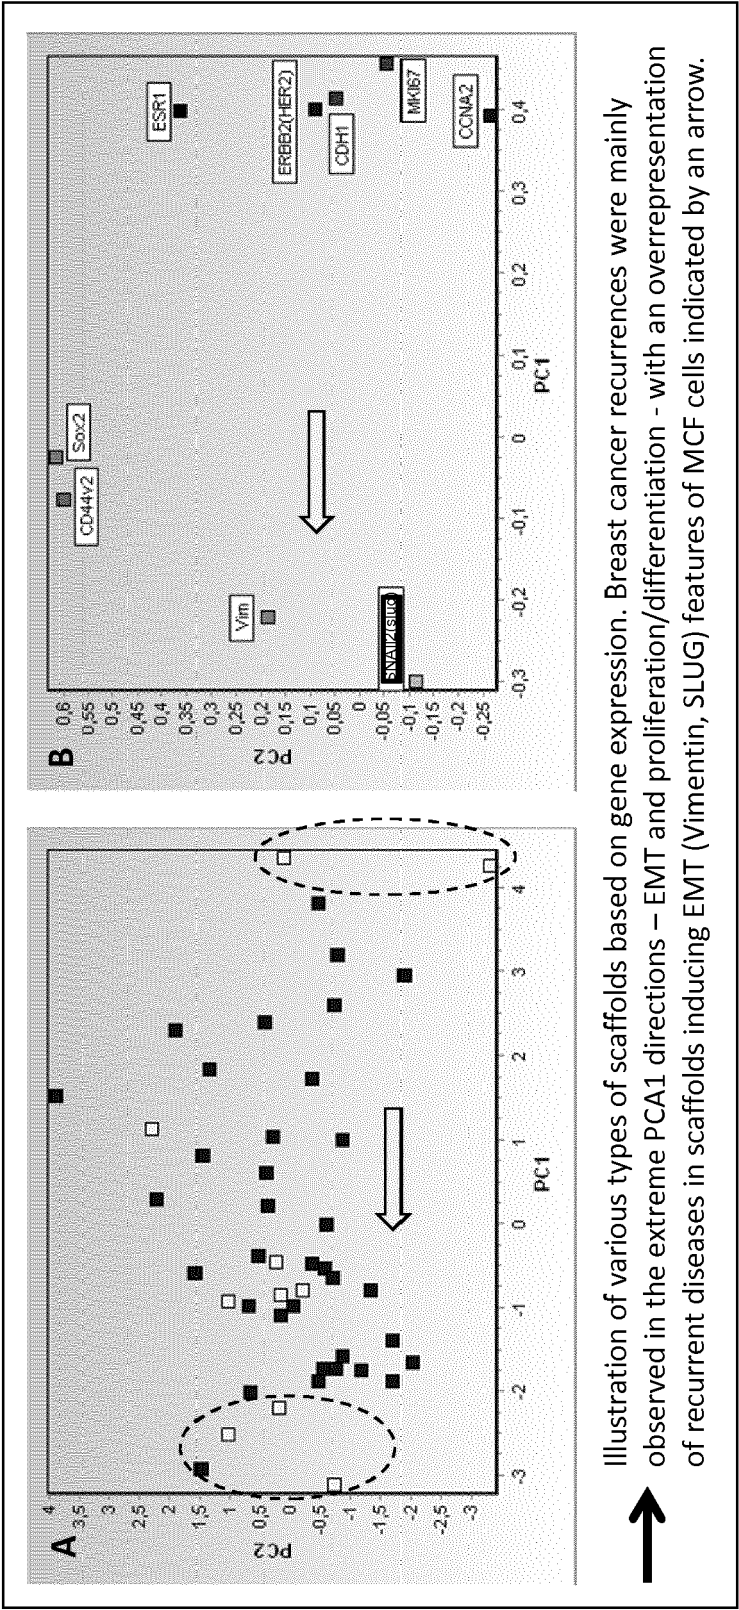 A
PC2
4
3,5
3
2,5
2
1,5
1
0,5
0
-0,5
-1
-1,5
-2
-2,5
-3
-3
-2
-1
0
1
2
3
4
PC1
B
PC2
0,6
0,55
0,5
0,45
0,4
0,35
0,3
0,25
0,2
0,15
0,1
0,05
0
-0,05
-0,1
-0,15
-0,2
-0,25
-0,3
-0,2
-0,1
0
0,1
0,2
0,3
0,4
PC1
CD44v2
Sox2
ESR1
Vim
ERBB2(HER2)
CDH1
SNAI2(slug)
MKI67
CCNA2
Illustration of various types of scaffolds based on gene expression. Breast cancer recurrences were mainly
observed in the extreme PCA1 directions – EMT and proliferation/differentiation - with an overrepresentation
of recurrent diseases in scaffolds inducing EMT (Vimentin, SLUG) features of MCF cells indicated by an arrow.